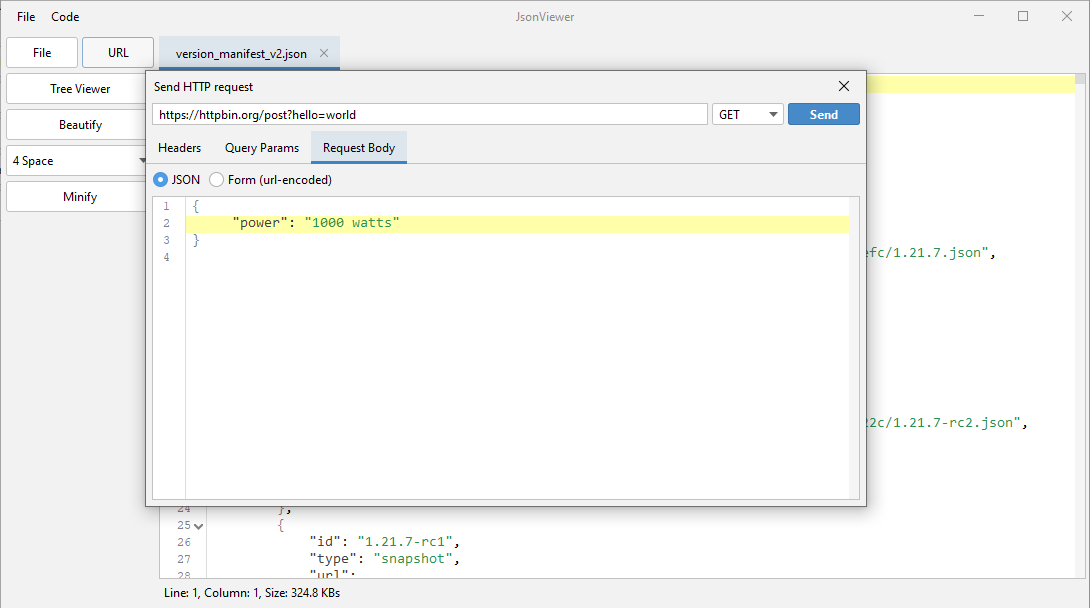 File Code JsonViewer
File URL version_manifest_v2.json
Tree Viewer
Beautify
4 Space
Minify
Send HTTP request
https://httpbin.org/post?hello=world GET Send
Headers Query Params Request Body
JSON Form (url-encoded)
1 {
2 "power": "1000 watts"
3 }
4
fc/1.21.7.json",
2c/1.21.7-rc2.json",
24 },
25 {
26 "id": "1.21.7-rc1",
27 "type": "snapshot",
28 "url":
Line: 1, Column: 1, Size: 324.8 KBs